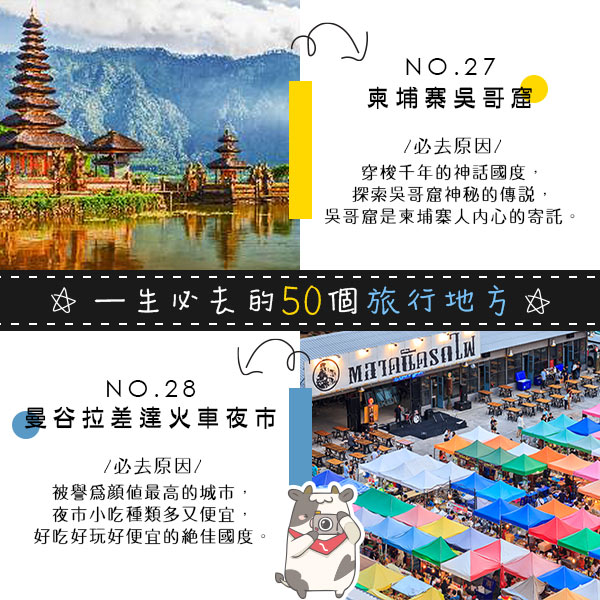 NO.27
柬埔寨吳哥窟
/必去原因/
穿梭千年的神話國度，
探索吳哥窟神秘的傳說，
吳哥窟是柬埔寨人內心的寄託。
☆ 一生必去的50個旅行地方 ☆
NO.28
曼谷拉差達火車夜市
/必去原因/
被譽為顏值最高的城市，
夜市小吃種類多又便宜，
好吃好玩好便宜的絕佳國度。
ตลาดนัดรถไฟ